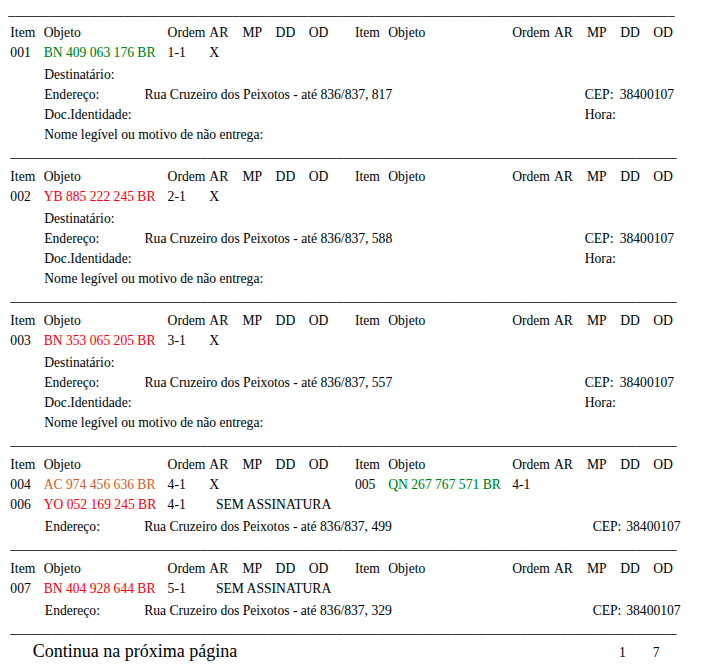 Item Objeto Ordem AR MP DD OD Item Objeto Ordem AR MP DD OD
001 BN 409 063 176 BR 1-1 X
Destinatário:
Endereço: Rua Cruzeiro dos Peixotos - até 836/837, 817 CEP: 38400107
Doc.Identidade: Hora:
Nome legível ou motivo de não entrega:
Item Objeto Ordem AR MP DD OD Item Objeto Ordem AR MP DD OD
002 YB 885 222 245 BR 2-1 X
Destinatário:
Endereço: Rua Cruzeiro dos Peixotos - até 836/837, 588 CEP: 38400107
Doc.Identidade: Hora:
Nome legível ou motivo de não entrega:
Item Objeto Ordem AR MP DD OD Item Objeto Ordem AR MP DD OD
003 BN 353 065 205 BR 3-1 X
Destinatário:
Endereço: Rua Cruzeiro dos Peixotos - até 836/837, 557 CEP: 38400107
Doc.Identidade: Hora:
Nome legível ou motivo de não entrega:
Item Objeto Ordem AR MP DD OD Item Objeto Ordem AR MP DD OD
004 AC 974 456 636 BR 4-1 X 005 QN 267 767 571 BR 4-1
006 YO 052 169 245 BR 4-1 SEM ASSINATURA
Endereço: Rua Cruzeiro dos Peixotos - até 836/837, 499 CEP: 38400107
Item Objeto Ordem AR MP DD OD Item Objeto Ordem AR MP DD OD
007 BN 404 928 644 BR 5-1 SEM ASSINATURA
Endereço: Rua Cruzeiro dos Peixotos - até 836/837, 329 CEP: 38400107
Continua na próxima página 1 7